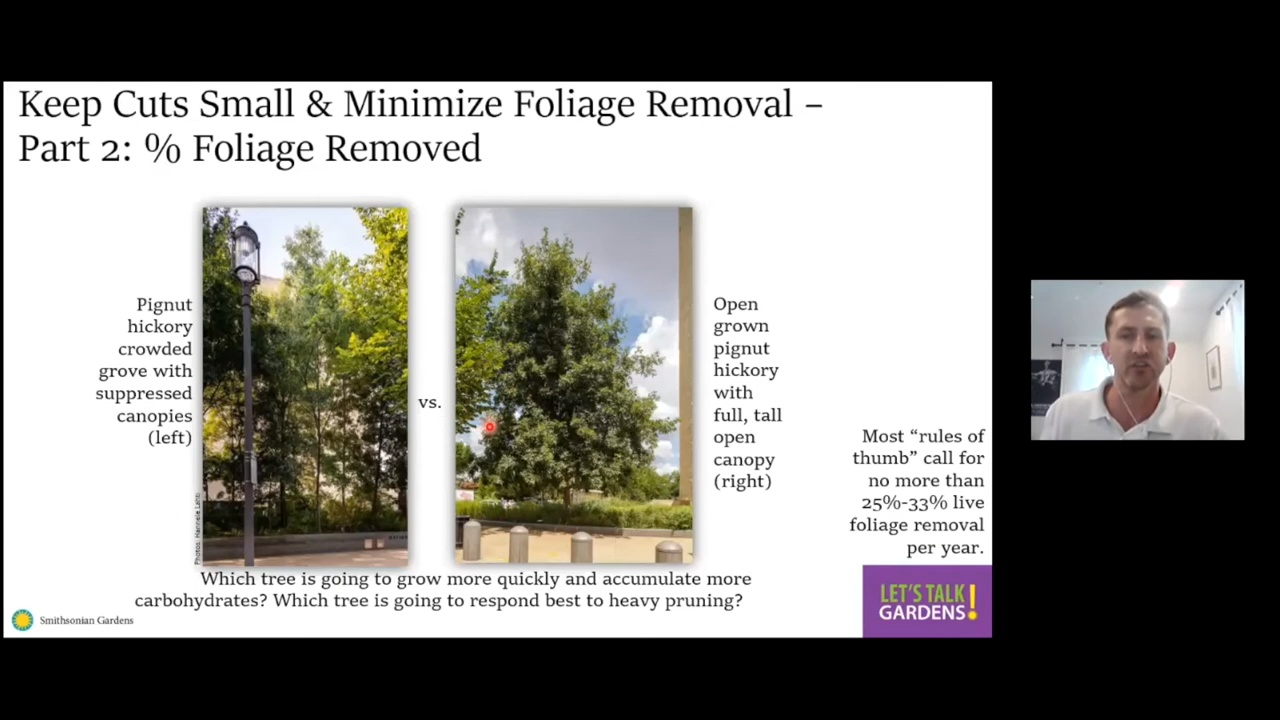 Keep Cuts Small & Minimize Foliage Removal –
Part 2: % Foliage Removed
Pignut
hickory
crowded
grove with
suppressed
canopies
(left)
vs.
Open
grown
pignut
hickory
with
full, tall
open
canopy
(right)
Most “rules of
thumb” call for
no more than
25%-33% live
foliage removal
per year.
Which tree is going to grow more quickly and accumulate more
carbohydrates? Which tree is going to respond best to heavy pruning?
Smithsonian Gardens
LET'S TALK
GARDENS!